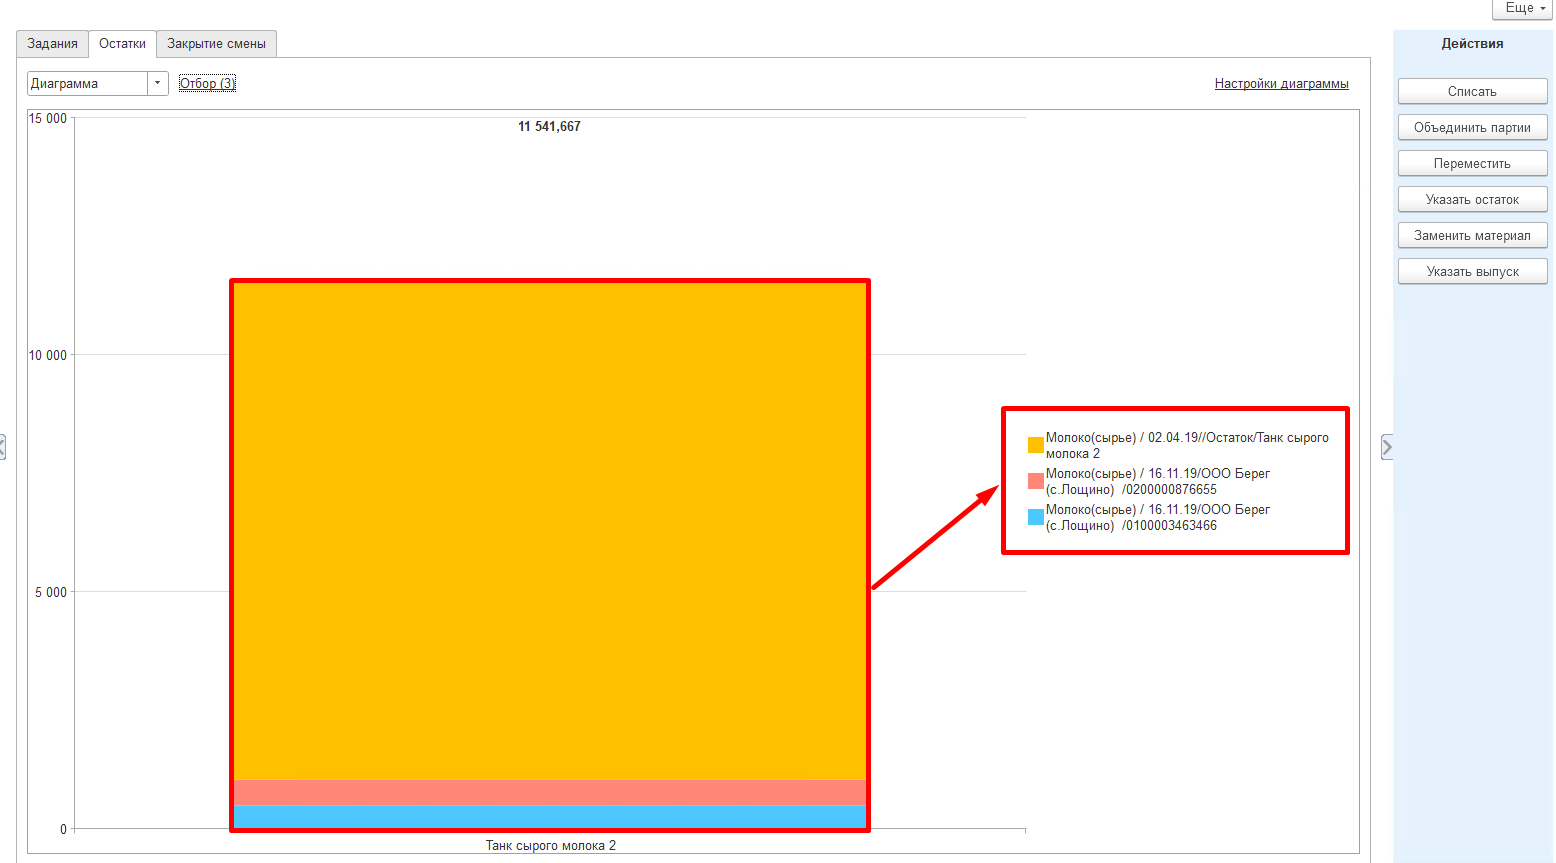 Еще
Задания Остатки Закрытие смены
Действия
Диаграмма Отбор (3) Настройки диаграммы
Списать
Объединить партии
Переместить
Указать остаток
Заменить материал
Указать выпуск
15 000
11 541,667
10 000
5 000
0
Танк сырого молока 2
Молоко(сырье) / 02.04.19//Остаток/Танк сырого
молока 2
Молоко(сырье) / 16.11.19/ООО Берег
(с.Лощино) /0200000876655
Молоко(сырье) / 16.11.19/ООО Берег
(с.Лощино) /0100003463466